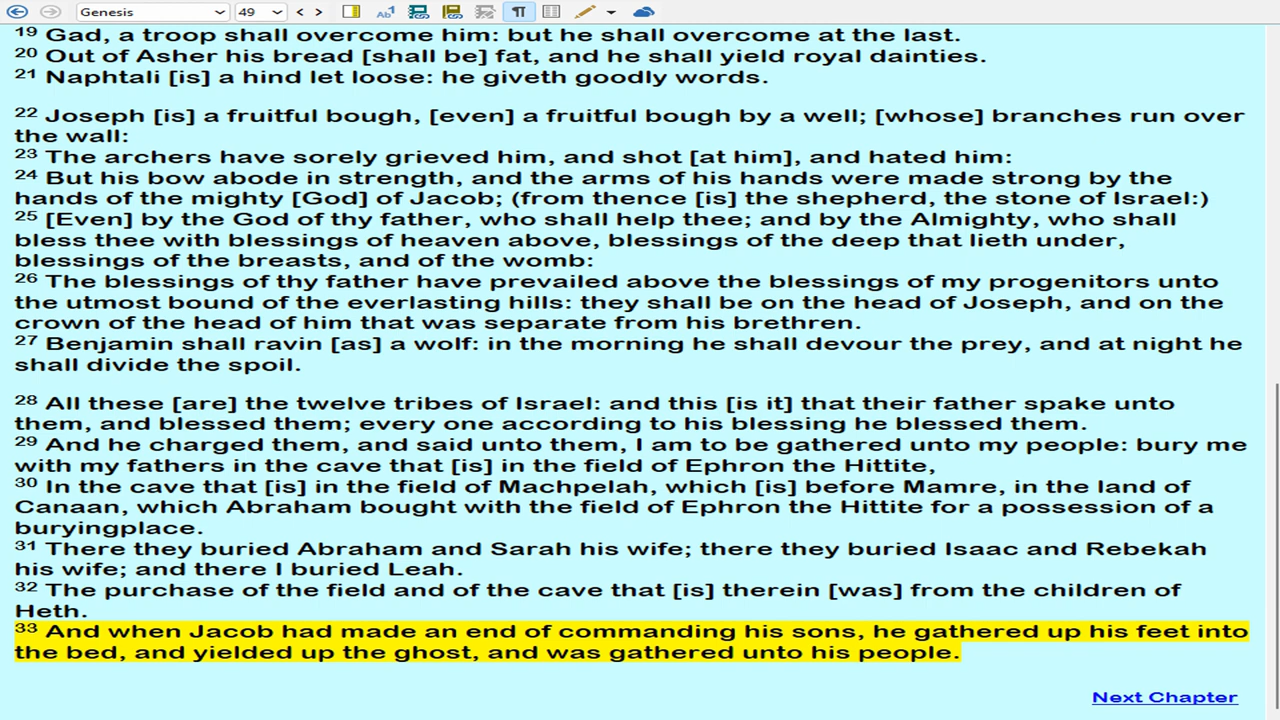 Genesis 49 < >
19 Gad, a troop shall overcome him: but he shall overcome at the last.
20 Out of Asher his bread [shall be] fat, and he shall yield royal dainties.
21 Naphtali [is] a hind let loose: he giveth goodly words.
22 Joseph [is] a fruitful bough, [even] a fruitful bough by a well; [whose] branches run over
the wall:
23 The archers have sorely grieved him, and shot [at him], and hated him:
24 But his bow abode in strength, and the arms of his hands were made strong by the
hands of the mighty [God] of Jacob; (from thence [is] the shepherd, the stone of Israel:)
25 [Even] by the God of thy father, who shall help thee; and by the Almighty, who shall
bless thee with blessings of heaven above, blessings of the deep that lieth under,
blessings of the breasts, and of the womb:
26 The blessings of thy father have prevailed above the blessings of my progenitors unto
the utmost bound of the everlasting hills: they shall be on the head of Joseph, and on the
crown of the head of him that was separate from his brethren.
27 Benjamin shall ravin [as] a wolf: in the morning he shall devour the prey, and at night he
shall divide the spoil.
28 All these [are] the twelve tribes of Israel: and this [is it] that their father spake unto
them, and blessed them; every one according to his blessing he blessed them.
29 And he charged them, and said unto them, I am to be gathered unto my people: bury me
with my fathers in the cave that [is] in the field of Ephron the Hittite,
30 In the cave that [is] in the field of Machpelah, which [is] before Mamre, in the land of
Canaan, which Abraham bought with the field of Ephron the Hittite for a possession of a
buryingplace.
31 There they buried Abraham and Sarah his wife; there they buried Isaac and Rebekah
his wife; and there I buried Leah.
32 The purchase of the field and of the cave that [is] therein [was] from the children of
Heth.
33 And when Jacob had made an end of commanding his sons, he gathered up his feet into
the bed, and yielded up the ghost, and was gathered unto his people.
Next Chapter